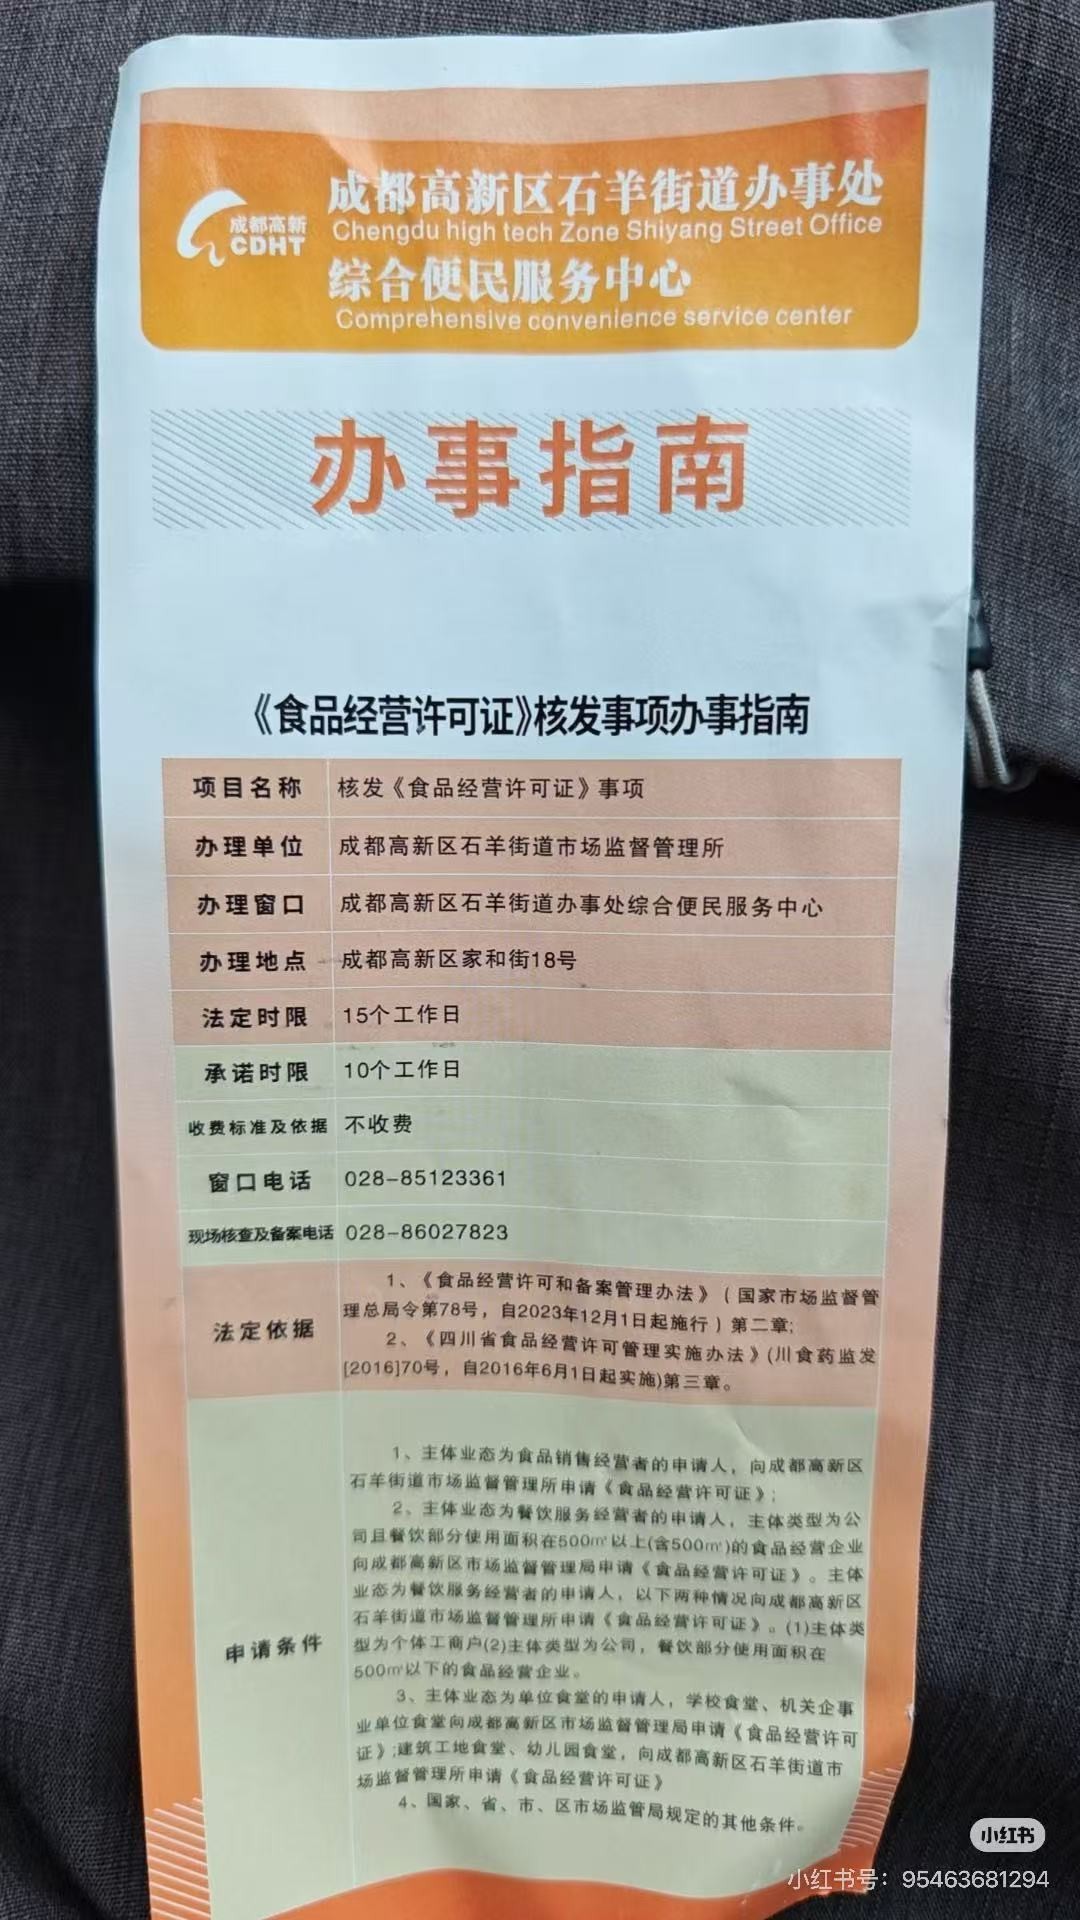 成都高新
CDHT
成都高新区石羊街道办事处
Chengdu high tech Zone Shiyang Street Office
综合便民服务中心
Comprehensive convenience service center
办事指南
《食品经营许可证》核发事项办事指南
项目名称 核发《食品经营许可证》事项
办理单位 成都高新区石羊街道市场监督管理所
办理窗口 成都高新区石羊街道办事处综合便民服务中心
办理地点 成都高新区家和街18号
法定时限 15个工作日
承诺时限 10个工作日
收费标准及依据 不收费
窗口电话 028-85123361
现场核查及备案电话 028-86027823
法定依据
1、《食品经营许可和备案管理办法》(国家市场监督管
理总局令第78号,自2023年12月1日起施行)第二章;
2、《四川省食品经营许可管理实施办法》(川食药监发
[2016]70号,自2016年6月1日起实施)第三章。
申请条件
1、主体业态为食品销售经营者的申请人,向成都高新区
石羊街道市场监督管理所申请《食品经营许可证》;
2、主体业态为餐饮服务经营者的申请人,主体类型为公
司且餐饮部分使用面积在500㎡以上(含500㎡)的食品经营企业
向成都高新区市场监督管理局申请《食品经营许可证》。主体
业态为餐饮服务经营者的申请人,以下两种情况向成都高新区
石羊街道市场监督管理所申请《食品经营许可证》。(1)主体类
型为个体工商户(2)主体类型为公司,餐饮部分使用面积在
500㎡以下的食品经营企业。
3、主体业态为单位食堂的申请人,学校食堂、机关企事
业单位食堂向成都高新区市场监督管理局申请《食品经营许可
证》;建筑工地食堂、幼儿园食堂,向成都高新区石羊街道市
场监督管理所申请《食品经营许可证》
4、国家、省、市、区市场监管局规定的其他条件。
小红书
小红书号:95463681294